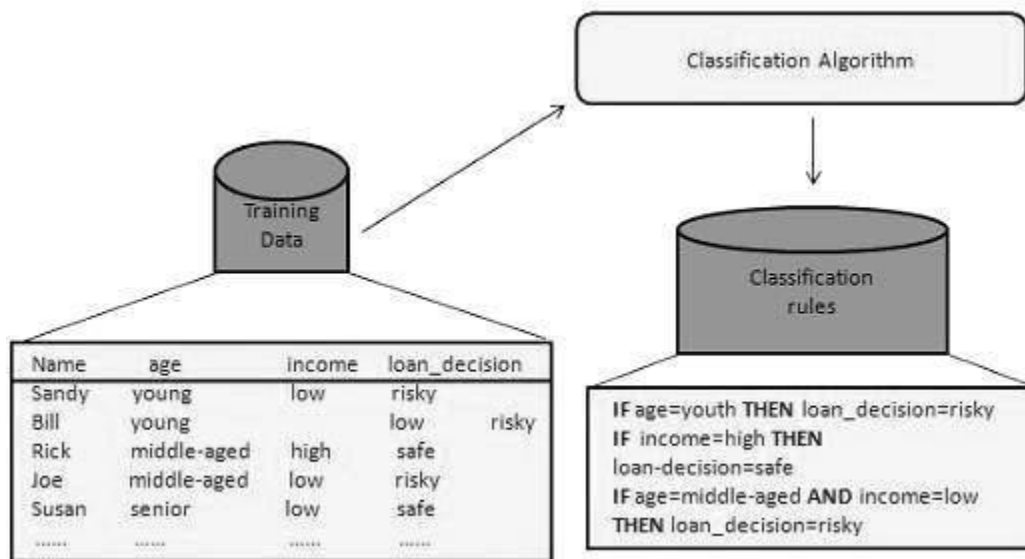 Classification Algorithm
Training
Data
Classification
rules
Name age income loan_decision
Sandy young low risky
Bill young low risky
Rick middle-aged high safe
Joe middle-aged low risky
Susan senior low safe
...... ...... ...... ......
IF age=youth THEN loan_decision=risky
IF income=high THEN
loan-decision=safe
IF age=middle-aged AND income=low
THEN loan_decision=risky